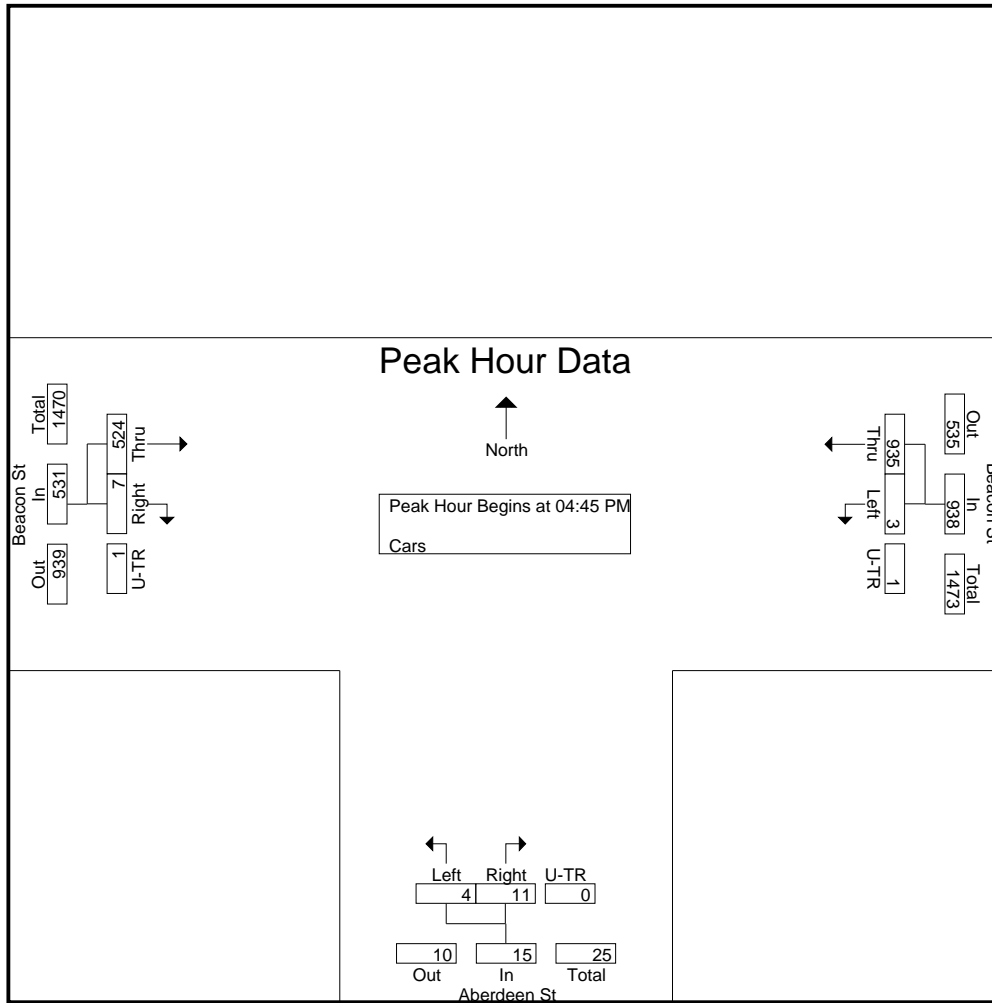 Peak Hour Data
North
Peak Hour Begins at 04:45 PM
Cars
Beacon St
Total
1470
In
531
Out
939
524
Thru
7
Right
1
U-TR
Thru
935
Left
3
U-TR
1
Out
535
In
938
Total
1473
Beacon St
Left
Right
U-TR
4
11
0
10
15
25
Out
In
Total
Aberdeen St